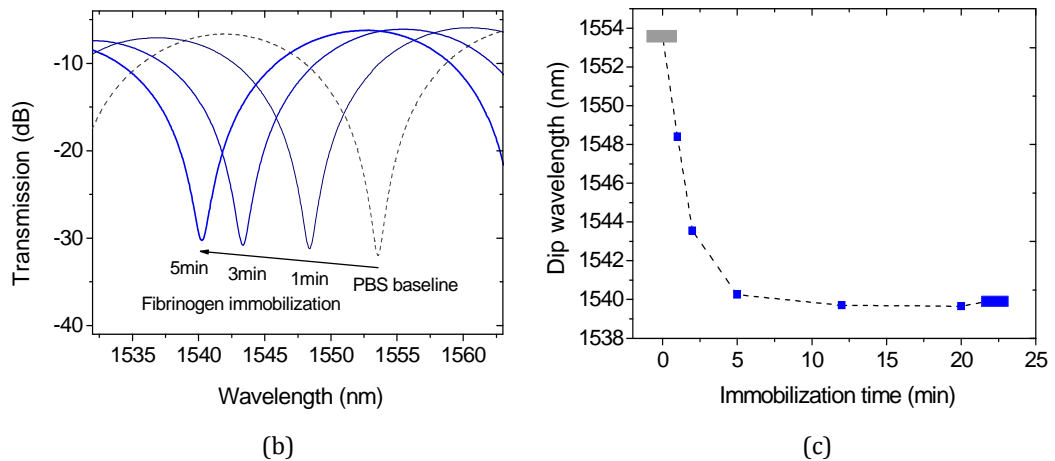 -10
-20
-30
-40
Transmission (dB)
5min
3min
1min
PBS baseline
Fibrinogen immobilization
1535 1540 1545 1550 1555 1560
Wavelength (nm)
(b)
1554
1552
1550
1548
1546
1544
1542
1540
1538
Dip wavelength (nm)
0 5 10 15 20 25
Immobilization time (min)
(c)